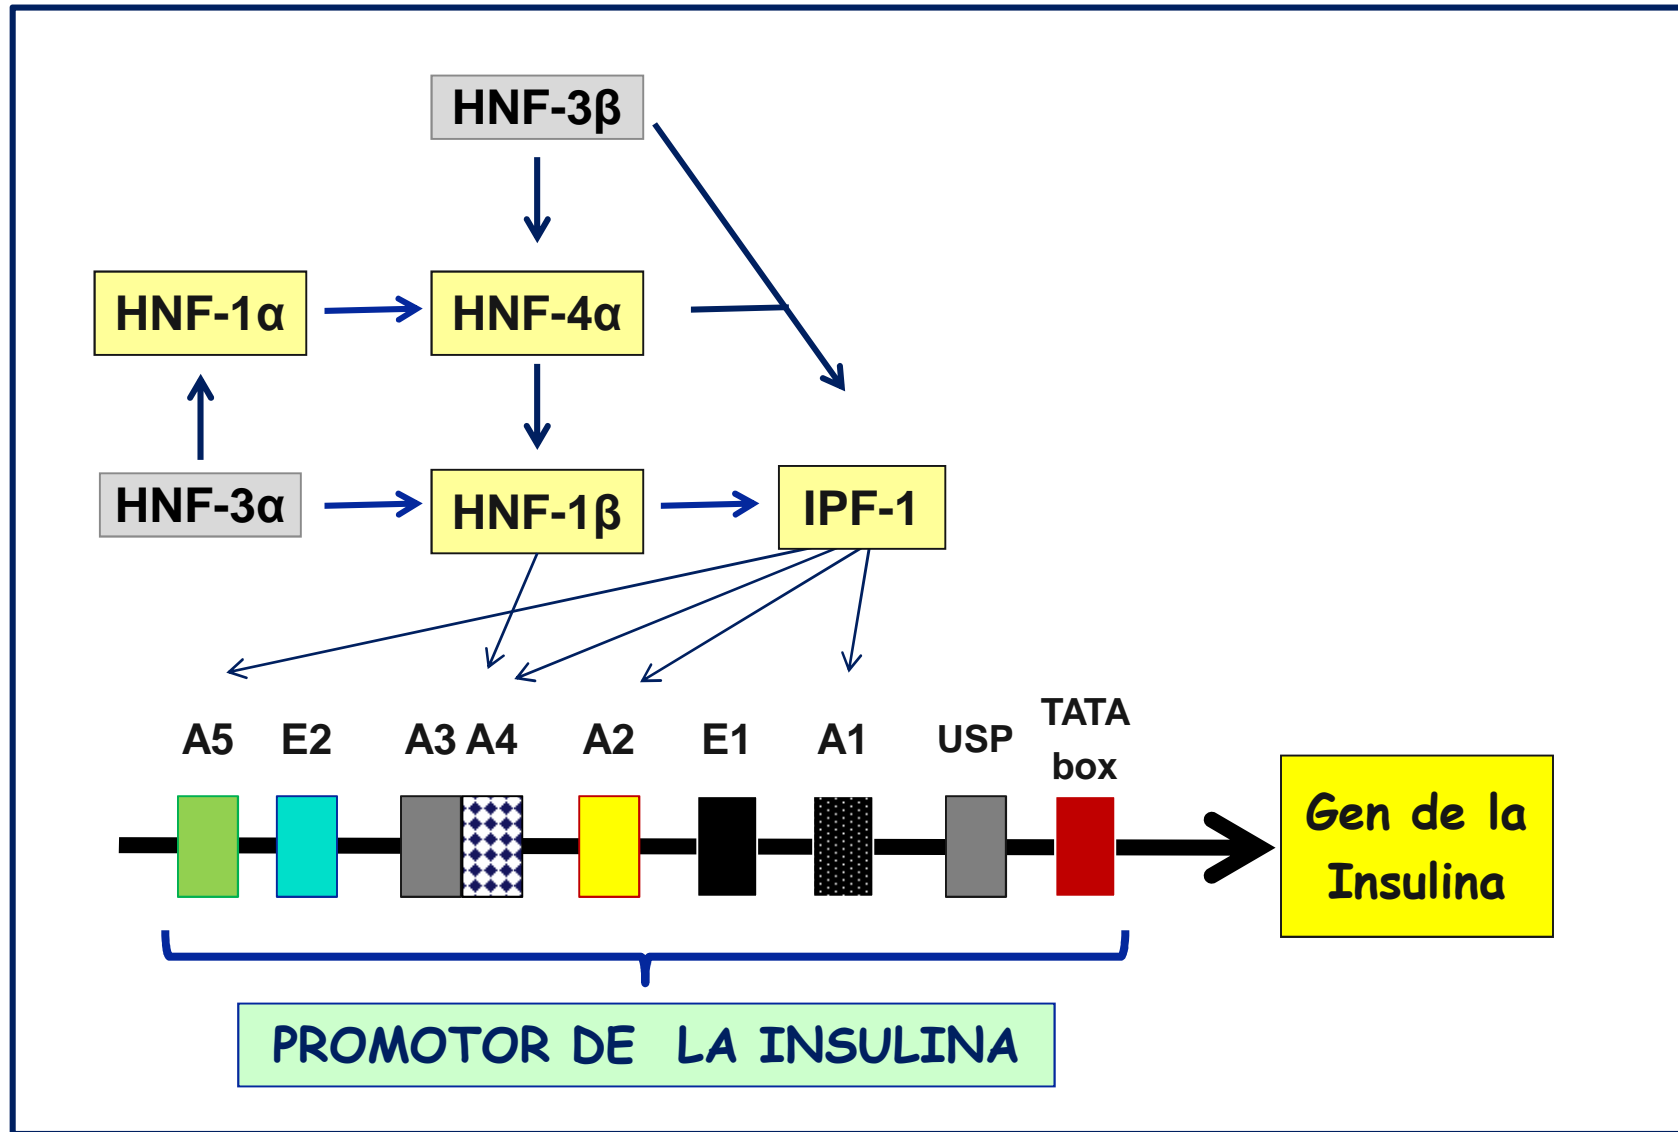 HNF-3β
HNF-1α
HNF-4α
HNF-3α
HNF-1β
IPF-1
A5
E2
A3
A4
A2
E1
A1
USP
TATA
box
Gen de la
Insulina
PROMOTOR DE LA INSULINA